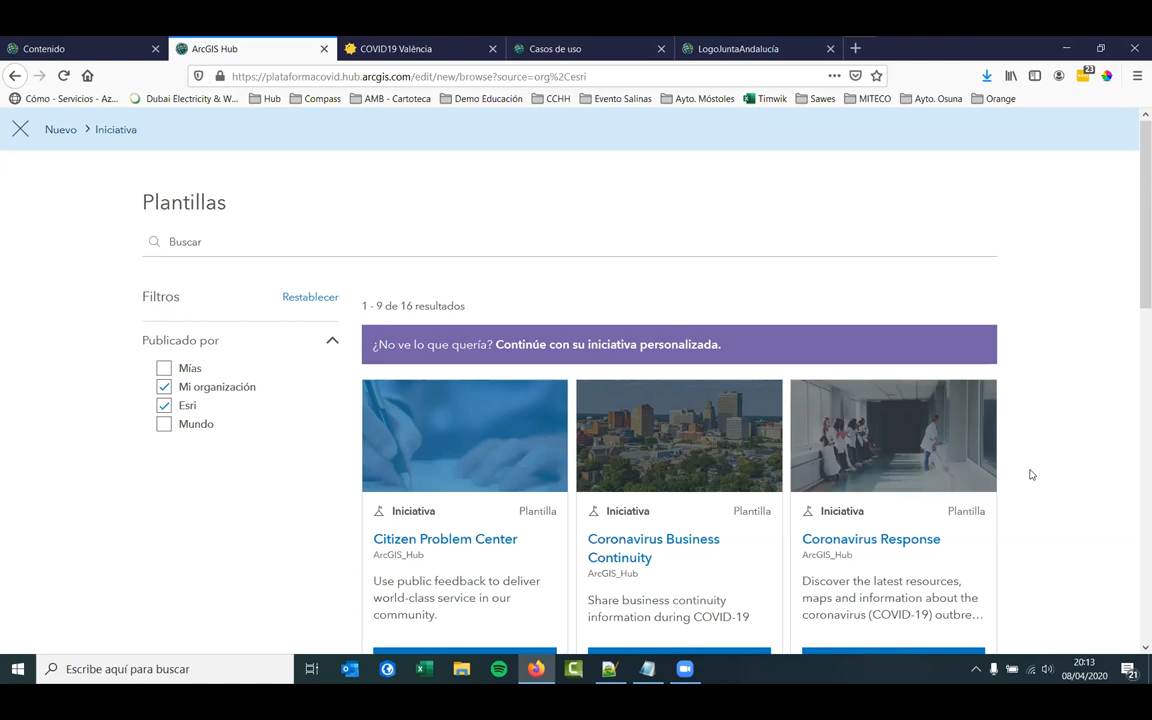 Contenido
ArcGIS Hub
COVID19 València
Casos de uso
LogoJuntaAndalucía
https://plataformacovid.hub.arcgis.com/edit/new/browse?source=org%2Cesri
23
Cómo - Servicios - Az...
Dubai Electricity & W...
Hub
Compass
AMB - Cartoteca
Demo Educación
CCHH
Evento Salinas
Ayto. Móstoles
Timwik
Sawes
MITECO
Ayto. Osuna
Orange
Nuevo > Iniciativa
Plantillas
Buscar
Filtros
Restablecer
1 - 9 de 16 resultados
Publicado por
¿No ve lo que quería? Continúe con su iniciativa personalizada.
Mías
Mi organización
Esri
Mundo
Iniciativa
Plantilla
Citizen Problem Center
ArcGIS_Hub
Use public feedback to deliver
world-class service in our
community.
Iniciativa
Plantilla
Coronavirus Business
Continuity
ArcGIS_Hub
Share business continuity
information during COVID-19
Iniciativa
Plantilla
Coronavirus Response
ArcGIS_Hub
Discover the latest resources,
maps and information about the
coronavirus (COVID-19) outbre...
Escribe aquí para buscar
20:13
08/04/2020
21